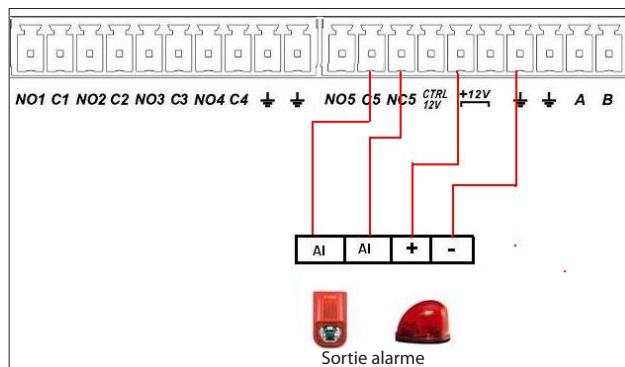 NO1 C1 NO2 C2 NO3 C3 NO4 C4 NO5 C5 NC5 CTRL 12V +12V A B
AI AI + -
Sortie alarme